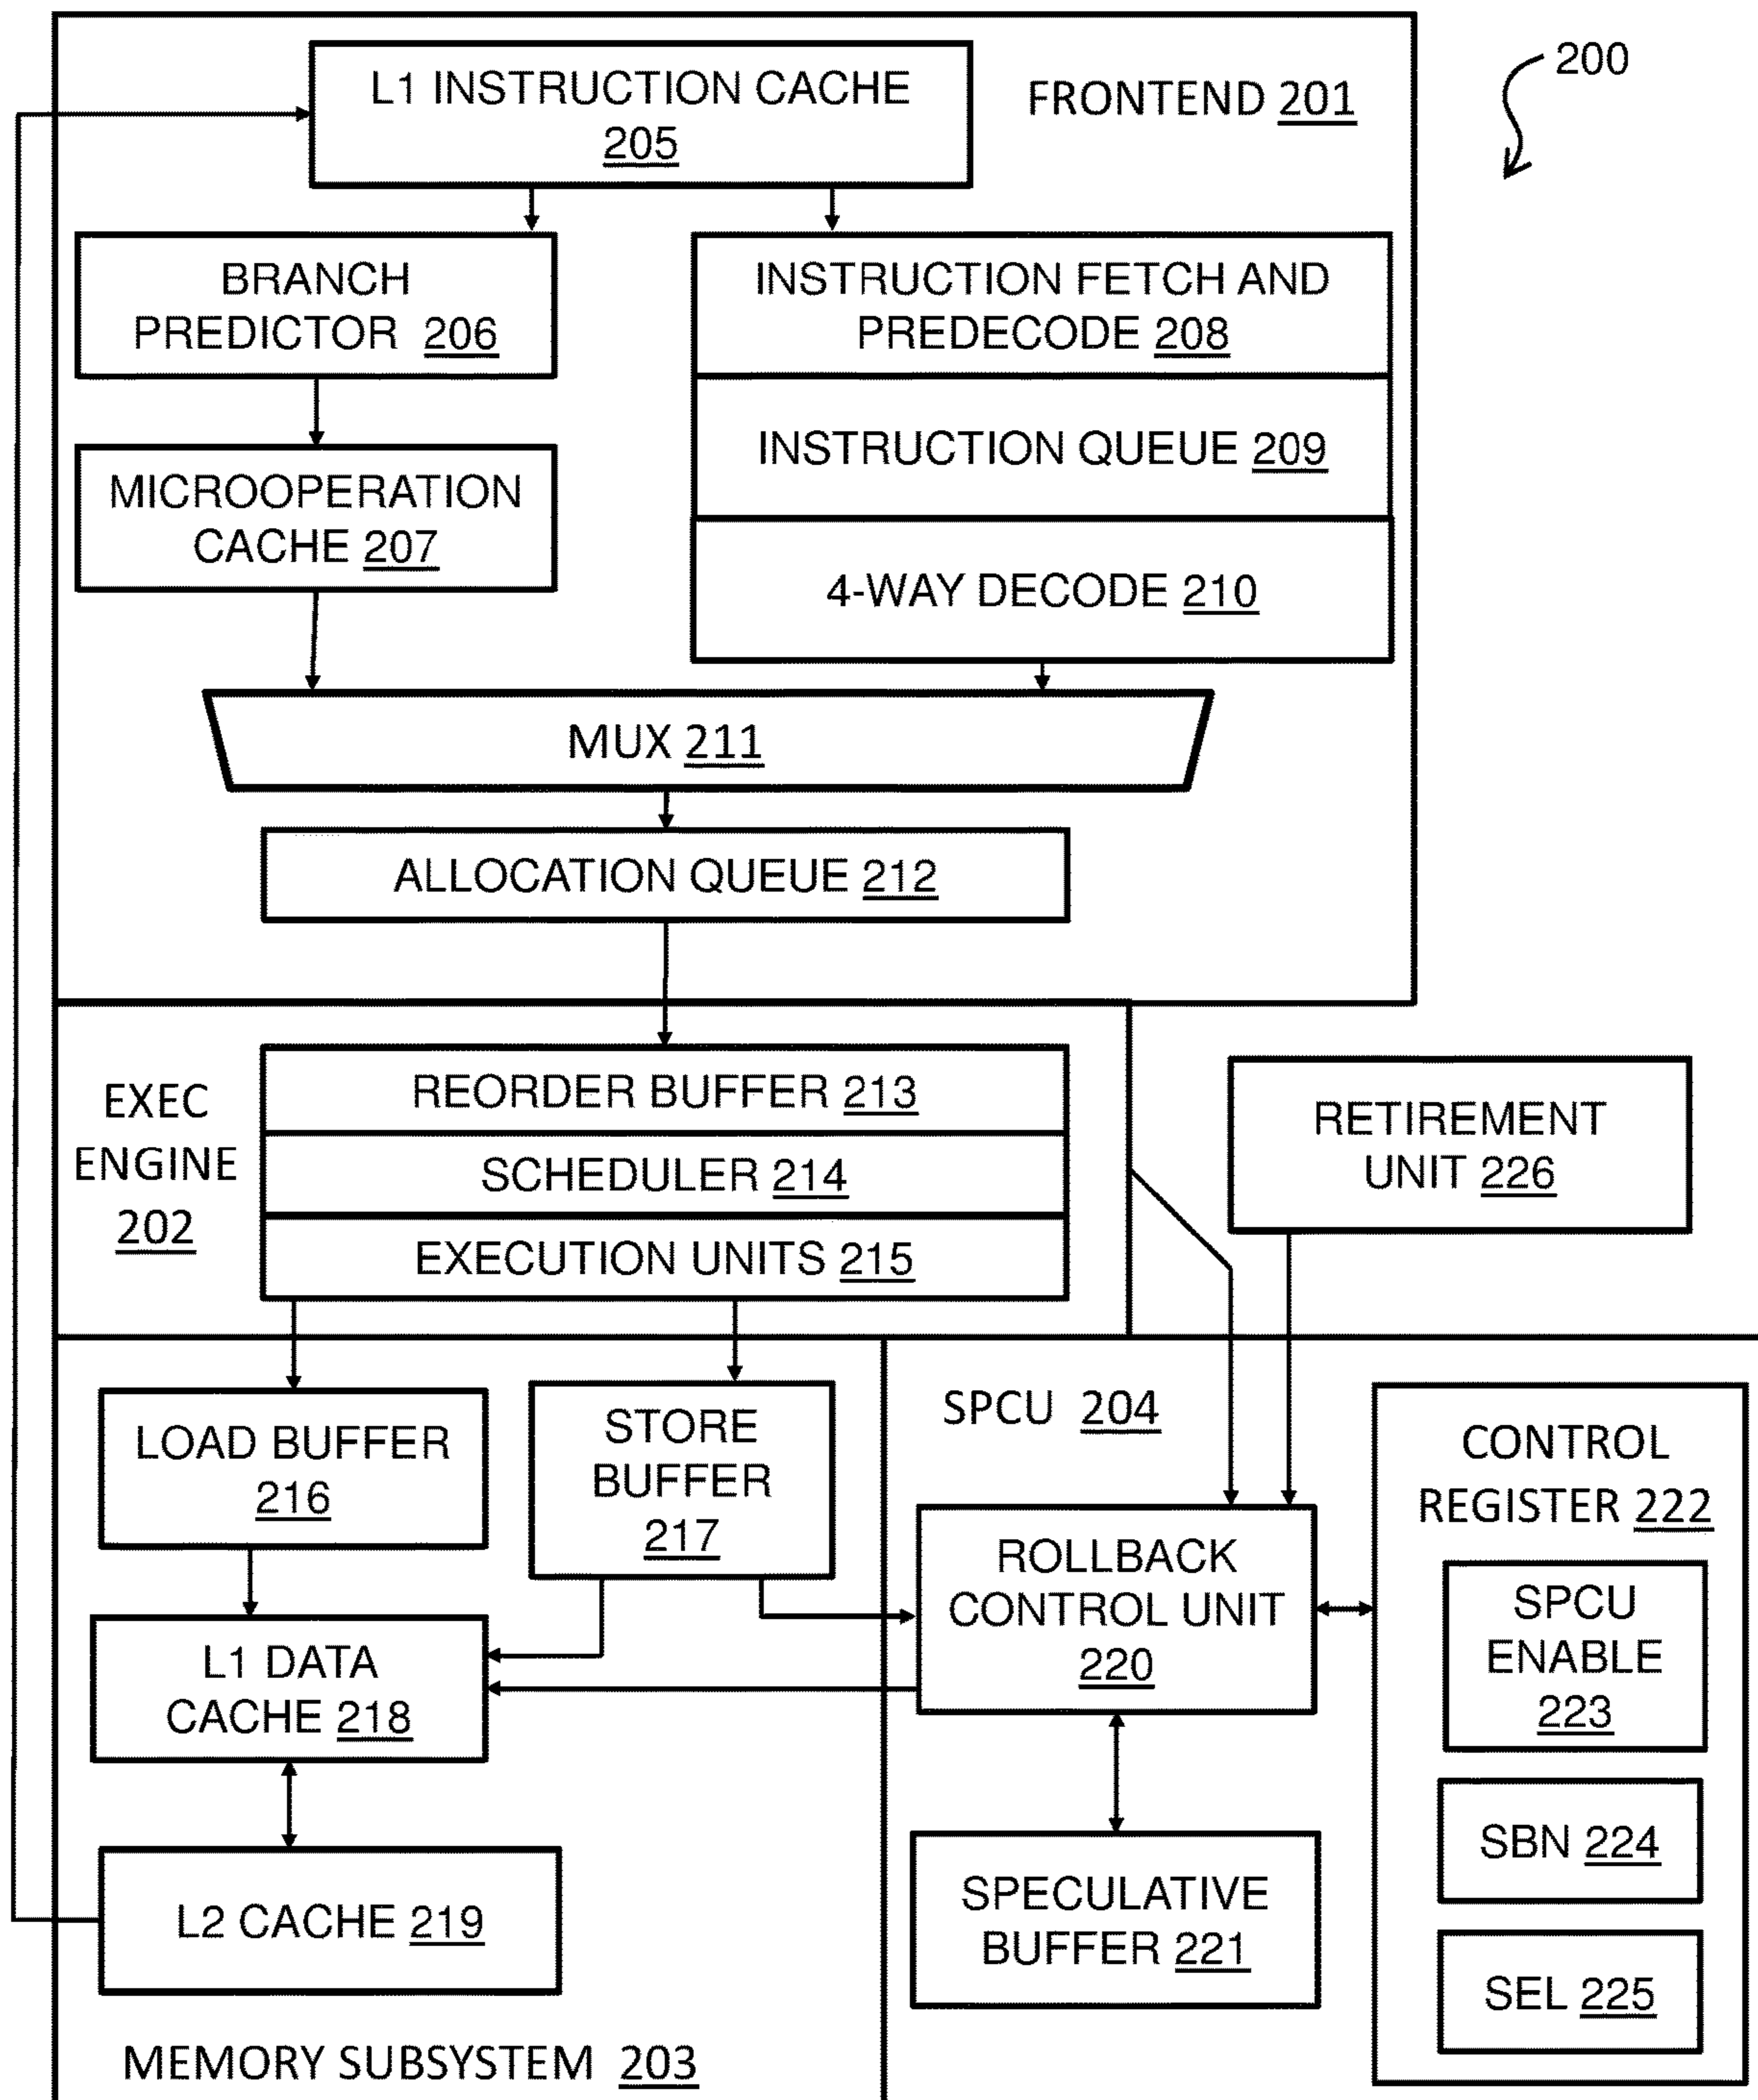 200
L1 INSTRUCTION CACHE
205
FRONTEND 201
BRANCH
PREDICTOR 206
INSTRUCTION FETCH AND
PREDECODE 208
INSTRUCTION QUEUE 209
MICROOPERATION
CACHE 207
4-WAY DECODE 210
MUX 211
ALLOCATION QUEUE 212
EXEC
ENGINE
202
REORDER BUFFER 213
SCHEDULER 214
EXECUTION UNITS 215
RETIREMENT
UNIT 226
LOAD BUFFER
216
STORE
BUFFER
217
L1 DATA
CACHE 218
L2 CACHE 219
MEMORY SUBSYSTEM 203
SPCU 204
ROLLBACK
CONTROL UNIT
220
SPECULATIVE
BUFFER 221
CONTROL
REGISTER 222
SPCU
ENABLE
223
SBN 224
SEL 225